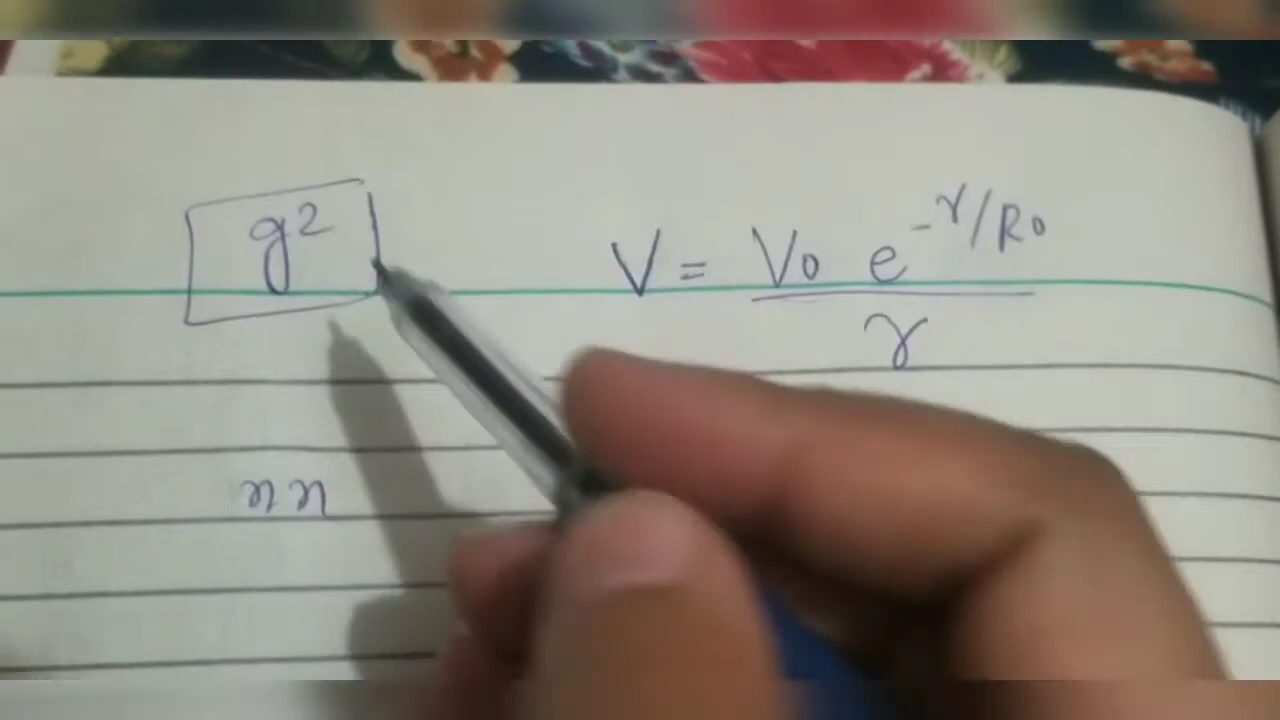 g²
V = V₀ e^{-r/R₀} / r
nn